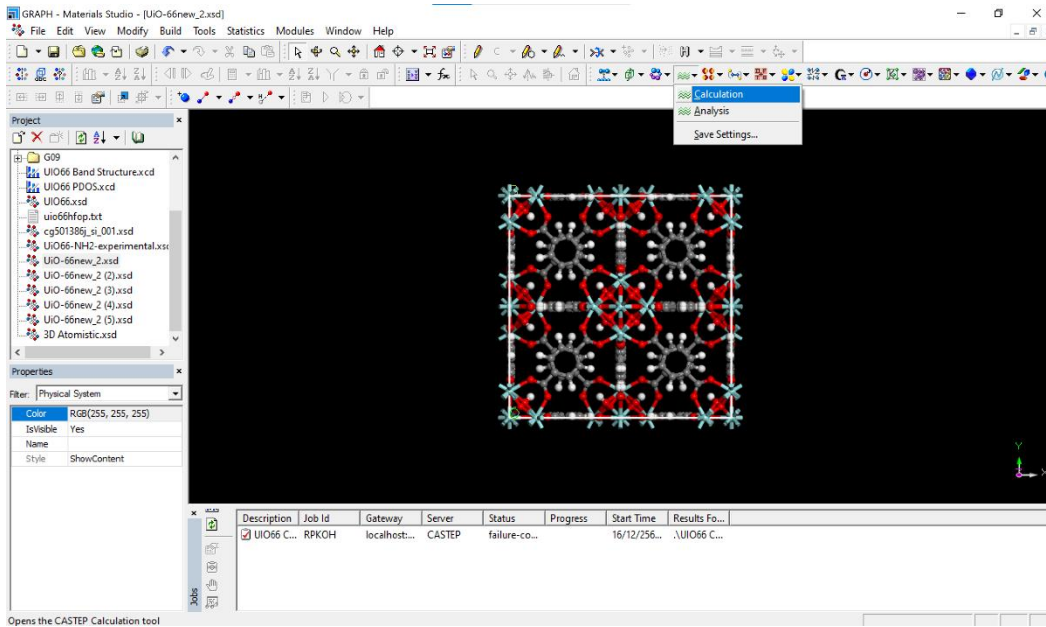 GRAPH - Materials Studio - [UiO-66new_2.xsd]
File Edit View Modify Build Tools Statistics Modules Window Help
Calculation
Analysis
Save Settings...
Project
G09
UIO66 Band Structure.xcd
UIO66 PDOS.xcd
UIO66.xsd
uio66hfop.txt
cg501386j_si_001.xsd
UiO66-NH2-experimental.xsd
UiO-66new_2.xsd
UiO-66new_2 (2).xsd
UiO-66new_2 (3).xsd
UiO-66new_2 (4).xsd
UiO-66new_2 (5).xsd
3D Atomistic.xsd
Properties
Filter: Physical System
Color RGB(255, 255, 255)
IsVisible Yes
Name
Style ShowContent
Y
X
Jobs
Description Job Id Gateway Server Status Progress Start Time Results Fo...
UIO66 C... RPKOH localhost:... CASTEP failure-co... 16/12/256... .\UIO66 C...
Opens the CASTEP Calculation tool